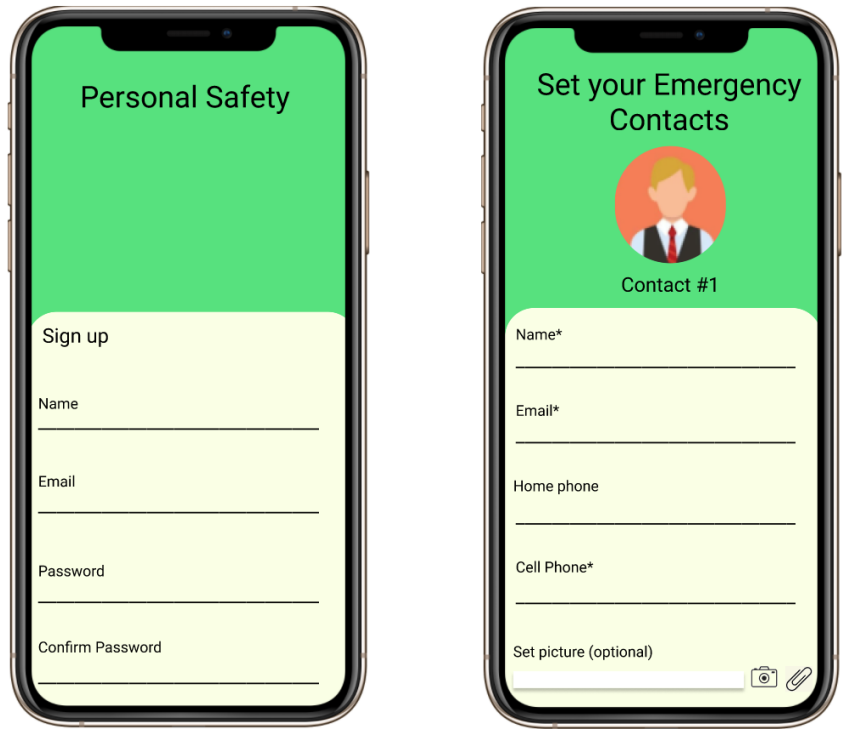 Personal Safety
Sign up
Name
Email
Password
Confirm Password
Set your Emergency
Contacts
Contact #1
Name*
Email*
Home phone
Cell Phone*
Set picture (optional)